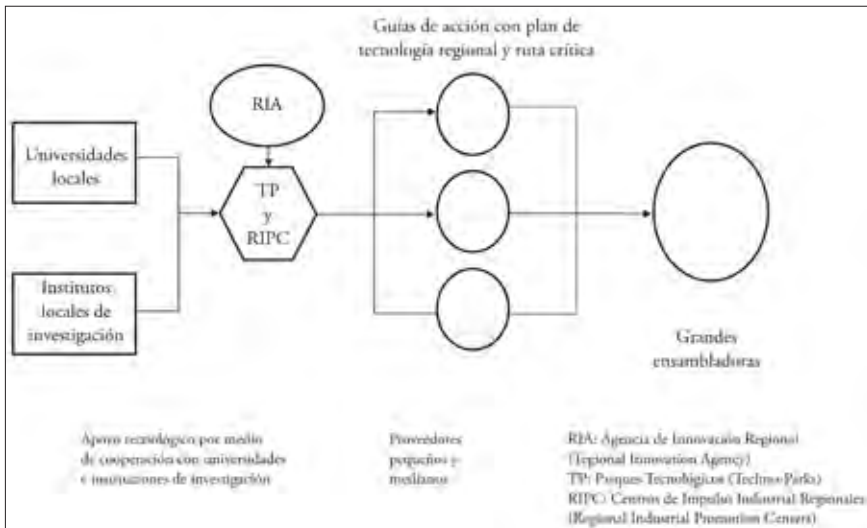 Guías de acción con plan de
tecnología regional y ruta crítica
RIA
Universidades
locales
TP
y
RIPC
Institutos
locales de
investigación
Grandes
ensambladoras
Apoyo tecnológico por medio
de cooperación con universidades
e instituciones de investigación
Proveedores
pequeños y
medianos
RIA: Agencia de Innovación Regional
(Regional Innovation Agency)
TP: Parques Tecnológicos (Techno-Parks)
RIPC: Centros de Impulso Industrial Regionales
(Regional Industrial Promotion Centers)